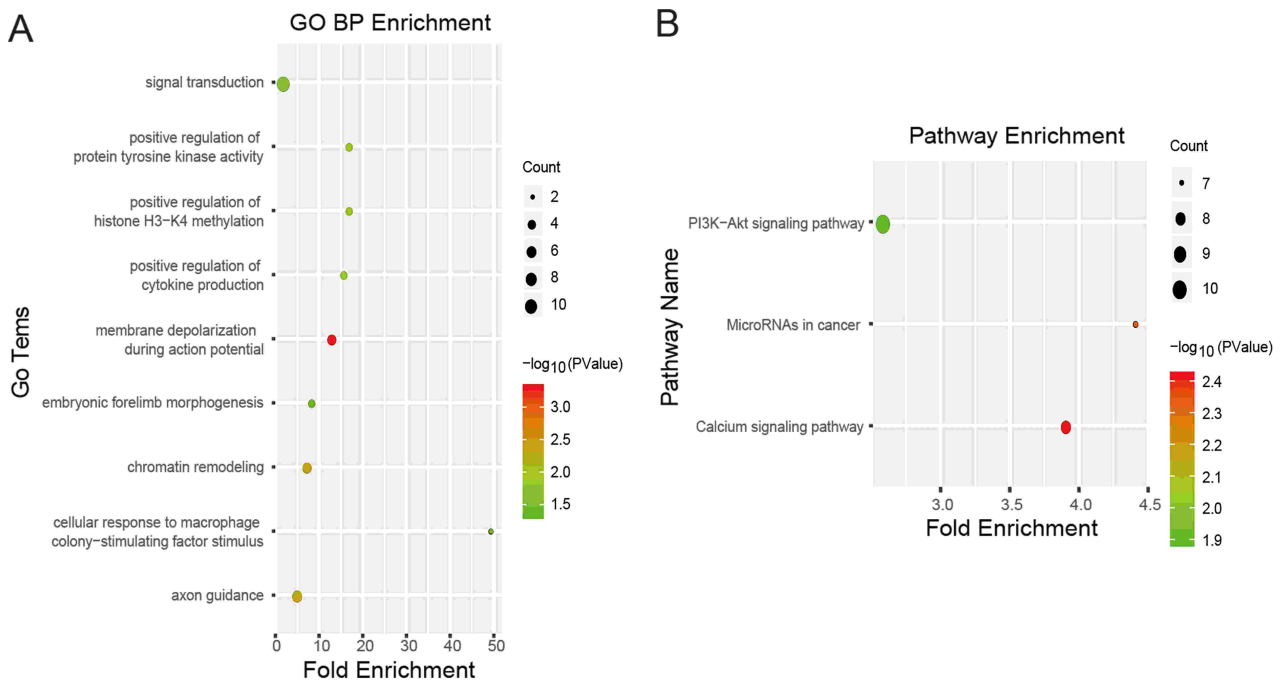 A
GO BP Enrichment
signal transduction
positive regulation of
protein tyrosine kinase activity
positive regulation of
histone H3−K4 methylation
positive regulation of
cytokine production
membrane depolarization
during action potential
embryonic forelimb morphogenesis
chromatin remodeling
cellular response to macrophage
colony−stimulating factor stimulus
axon guidance
Go Tems
0 10 20 30 40 50
Fold Enrichment
Count
2
4
6
8
10
−log10(PValue)
3.0
2.5
2.0
1.5
B
Pathway Enrichment
PI3K−Akt signaling pathway
MicroRNAs in cancer
Calcium signaling pathway
Pathway Name
3.0 3.5 4.0 4.5
Fold Enrichment
Count
7
8
9
10
−log10(PValue)
2.4
2.3
2.2
2.1
2.0
1.9